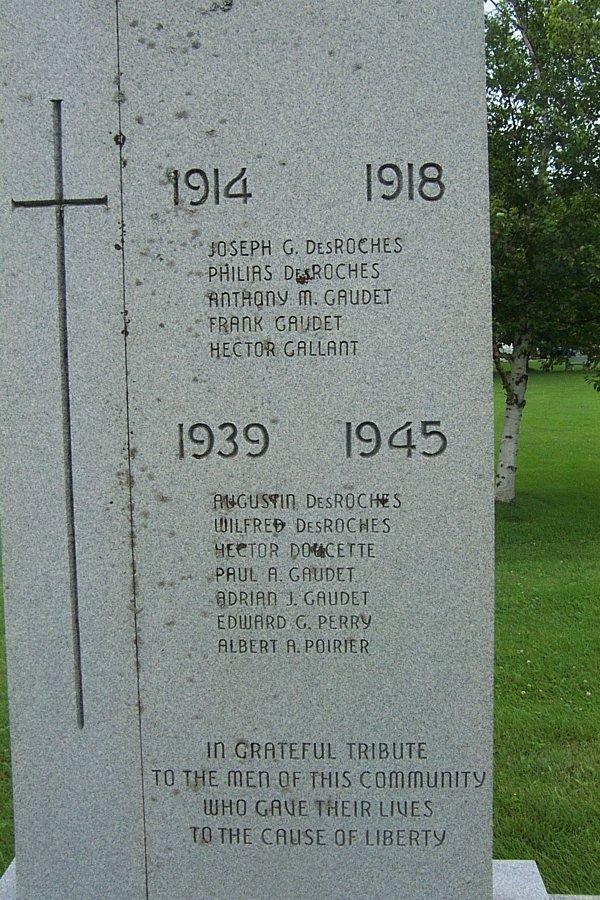 1914 1918
JOSEPH G. DesROCHES
PHILIAS DesROCHES
ANTHONY M. GAUDET
FRANK GAUDET
HECTOR GALLANT
1939 1945
AUGUSTIN DesROCHES
WILFRED DesROCHES
HECTOR DOUCETTE
PAUL A. GAUDET
ADRIAN J. GAUDET
EDWARD G. PERRY
ALBERT A. POIRIER
IN GRATEFUL TRIBUTE
TO THE MEN OF THIS COMMUNITY
WHO GAVE THEIR LIVES
TO THE CAUSE OF LIBERTY